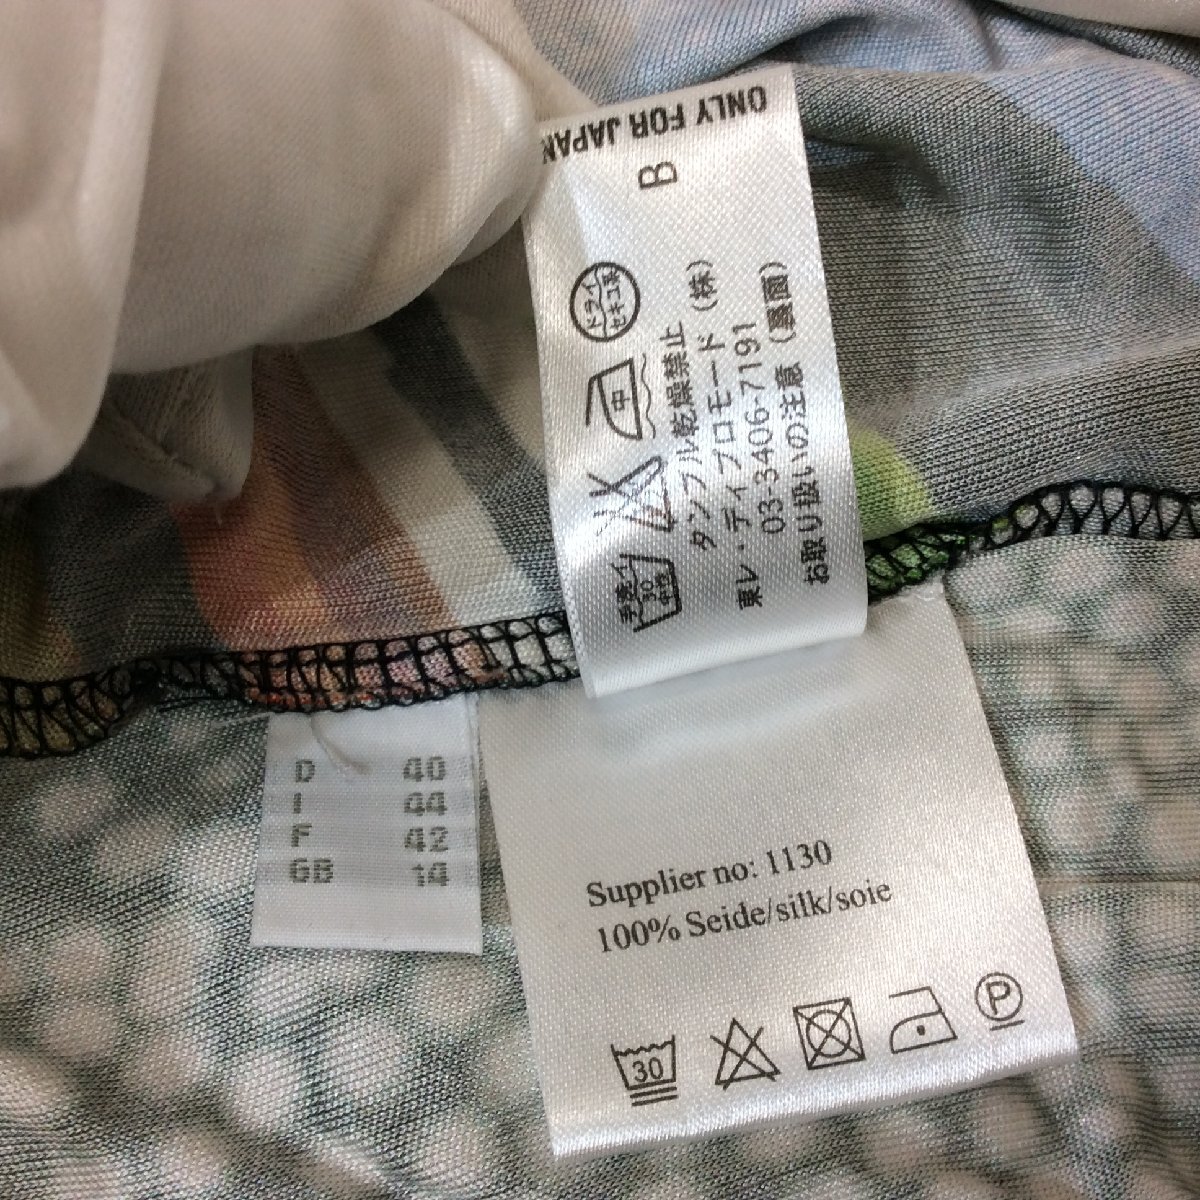 ONLY FOR JAPAN
B
ドライ
セキユ系
中
手洗イ
30
中性
タンブル乾燥禁止
東レ・ディプロモード(株)
03-3406-7191
お取り扱いの注意(裏面)
D 40
I 44
F 42
GB 14
Supplier no: 1130
100% Seide/silk/soie
30
P